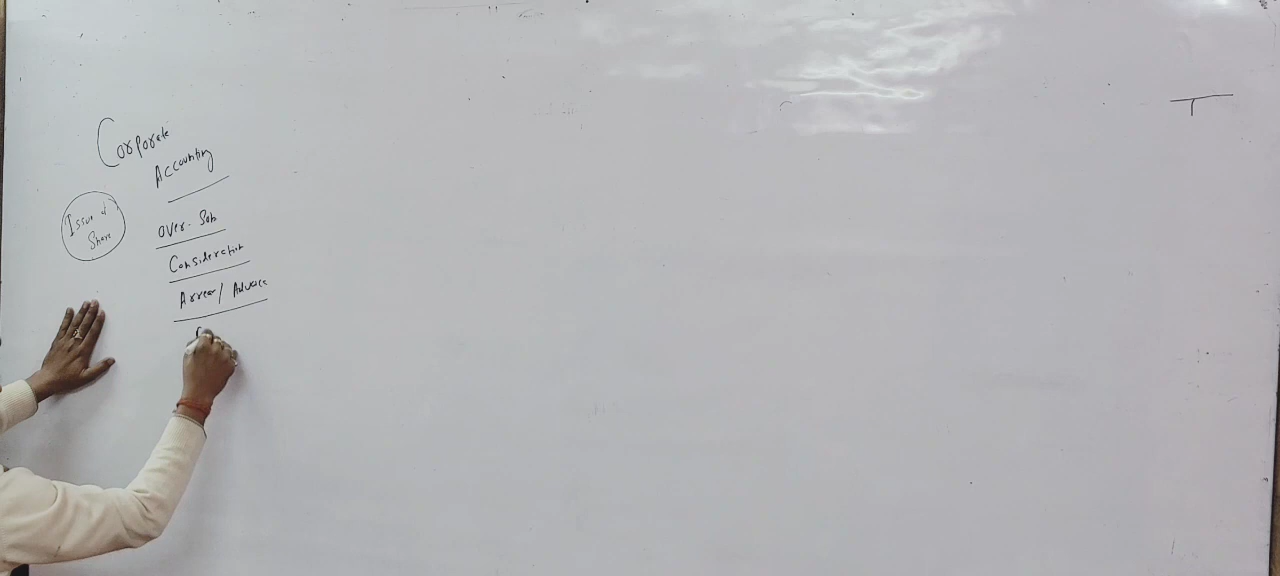 Corporate
Accounting
Issue of
Share
Over-Sub
Consideration
Arrear/ Advance